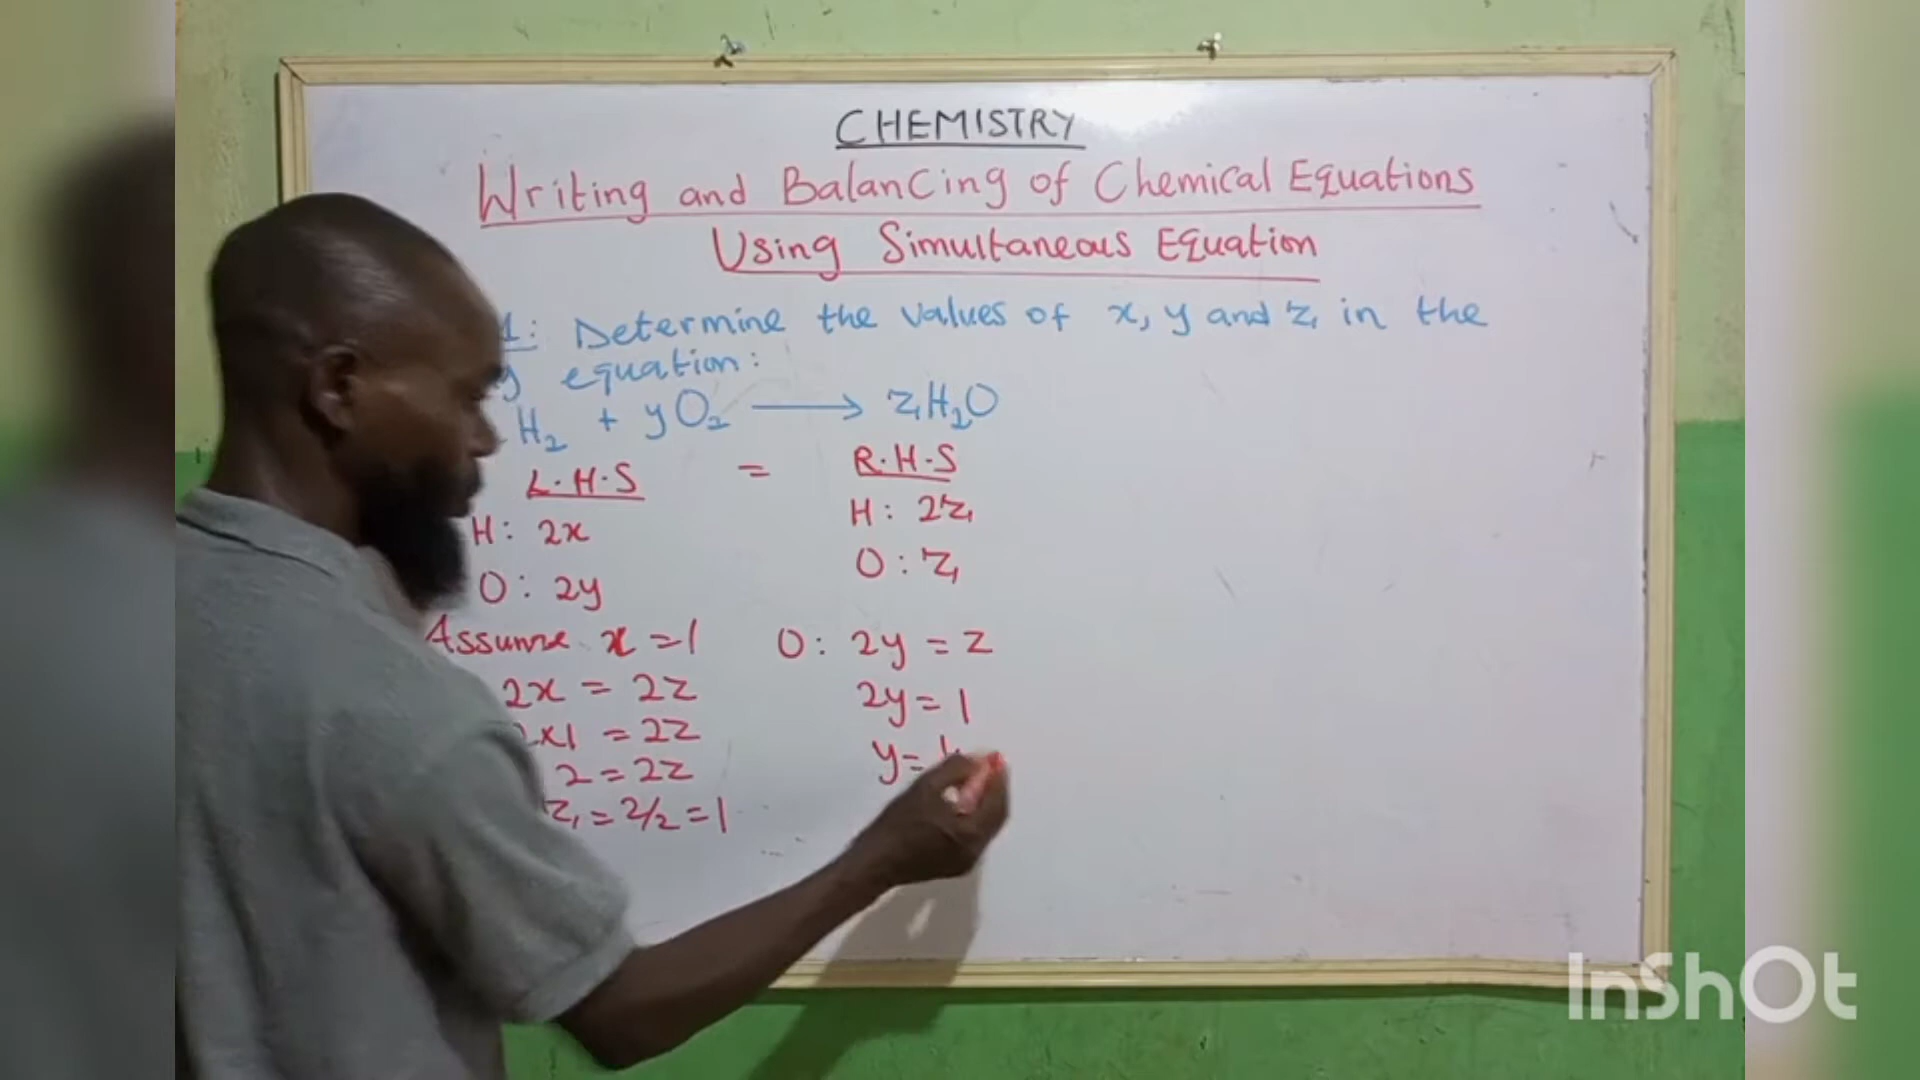 CHEMISTRY
Writing and Balancing of Chemical Equations
Using Simultaneous Equation
1: Determine the values of x, y and z in the
equation:
H₂ + yO₂ → zH₂O
L.H.S = R.H.S
H: 2x
O: 2y
H: 2z
O: z
Assume x = 1
2x = 2z
2x1 = 2z
2 = 2z
z = 2/2 = 1
O: 2y = z
2y = 1
y =
InShOt